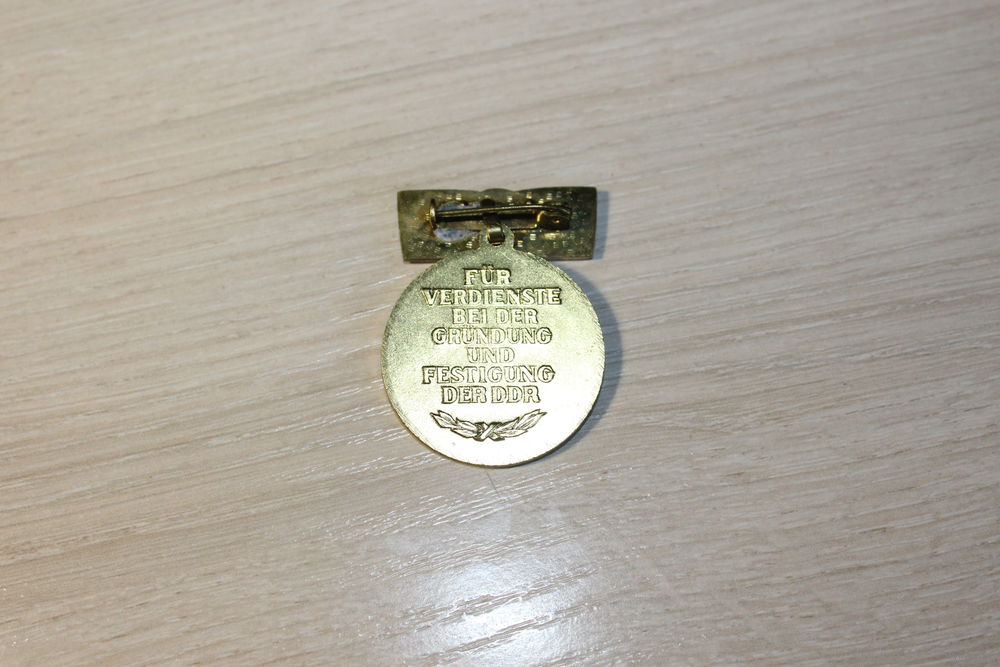 FÜR
VERDIENSTE
BEI DER
GRÜNDUNG
UND
FESTIGUNG
DER DDR